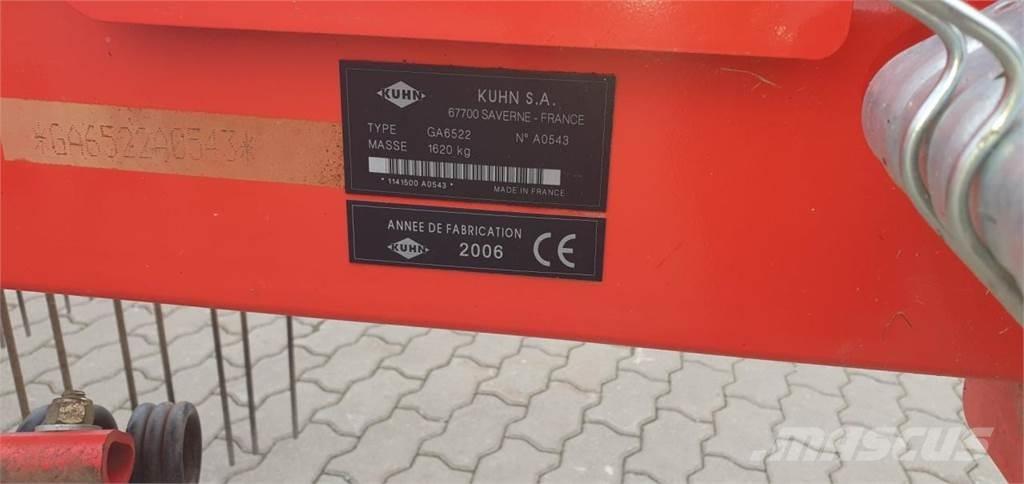 *GA6522A0543*
KUHN
KUHN S.A.
67700 SAVERNE - FRANCE
TYPE GA6522 N° A0543
MASSE 1620 kg
* 1141500 A0543 * MADE IN FRANCE
ANNEE DE FABRICATION
KUHN 2006 CE
MASCUS